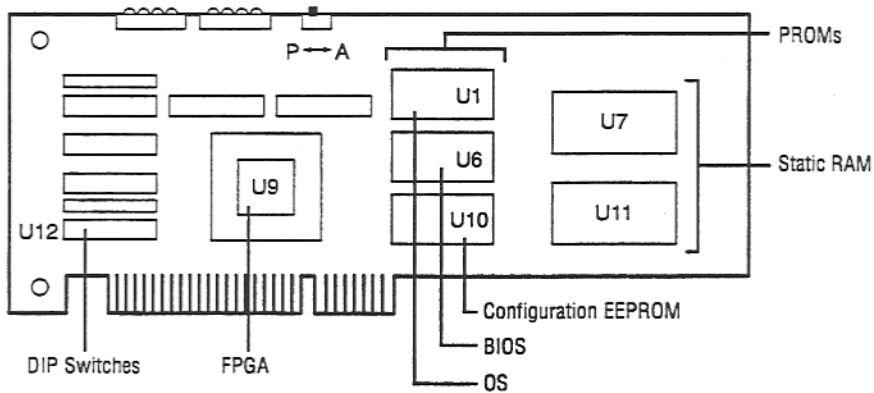 PROMs
P ↔ A
U1
U7
U6
Static RAM
U9
U10
U11
U12
Configuration EEPROM
BIOS
DIP Switches
FPGA
OS